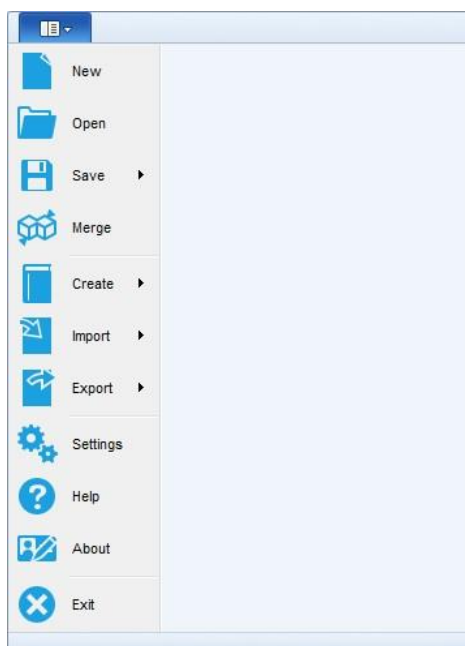 New
Open
Save
Merge
Create
Import
Export
Settings
Help
About
Exit